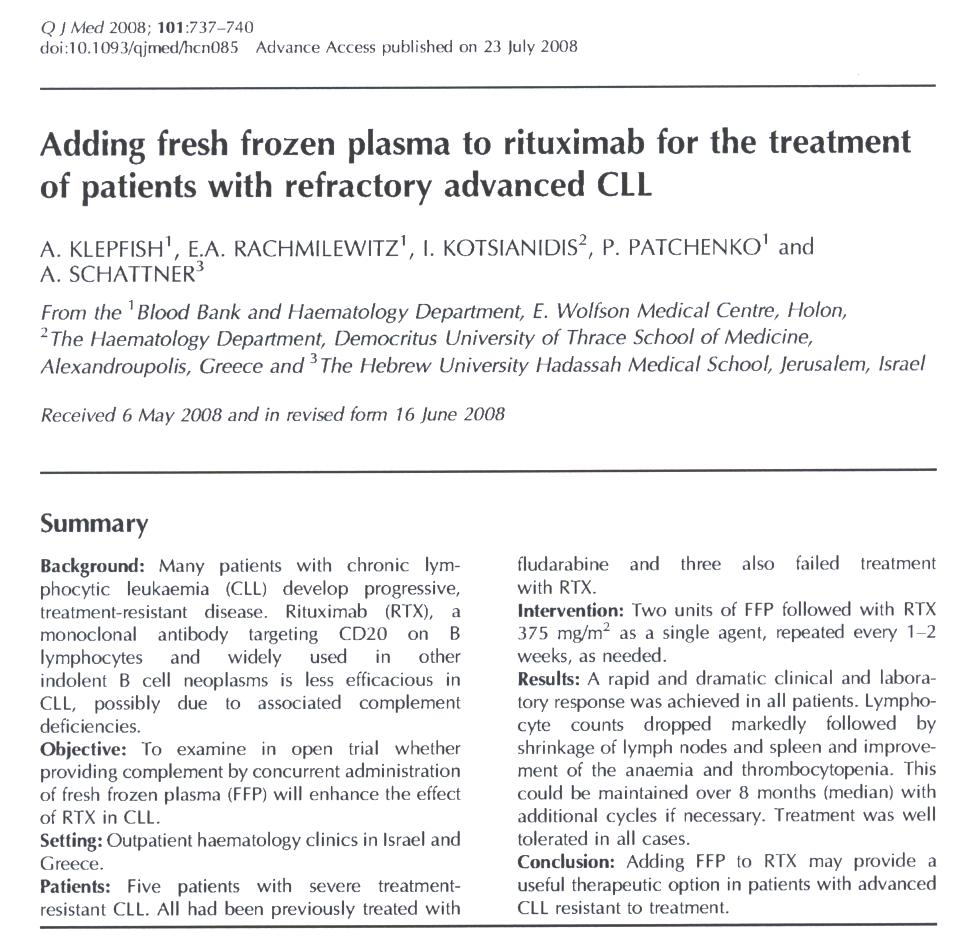 Q J Med 2008; 101:737–740
doi:10.1093/qjmed/hcn085 Advance Access published on 23 July 2008
Adding fresh frozen plasma to rituximab for the treatment
of patients with refractory advanced CLL
A. KLEPFISH1, E.A. RACHMILEWITZ1, I. KOTSIANIDIS2, P. PATCHENKO1 and
A. SCHATTNER3
From the 1Blood Bank and Haematology Department, E. Wolfson Medical Centre, Holon,
2The Haematology Department, Democritus University of Thrace School of Medicine,
Alexandroupolis, Greece and 3The Hebrew University Hadassah Medical School, Jerusalem, Israel
Received 6 May 2008 and in revised form 16 June 2008
Summary
Background: Many patients with chronic lym-
phocytic leukaemia (CLL) develop progressive,
treatment-resistant disease. Rituximab (RTX), a
monoclonal antibody targeting CD20 on B
lymphocytes and widely used in other
indolent B cell neoplasms is less efficacious in
CLL, possibly due to associated complement
deficiencies.
Objective: To examine in open trial whether
providing complement by concurrent administration
of fresh frozen plasma (FFP) will enhance the effect
of RTX in CLL.
Setting: Outpatient haematology clinics in Israel and
Greece.
Patients: Five patients with severe treatment-
resistant CLL. All had been previously treated with
fludarabine and three also failed treatment
with RTX.
Intervention: Two units of FFP followed with RTX
375 mg/m2 as a single agent, repeated every 1–2
weeks, as needed.
Results: A rapid and dramatic clinical and labora-
tory response was achieved in all patients. Lympho-
cyte counts dropped markedly followed by
shrinkage of lymph nodes and spleen and improve-
ment of the anaemia and thrombocytopenia. This
could be maintained over 8 months (median) with
additional cycles if necessary. Treatment was well
tolerated in all cases.
Conclusion: Adding FFP to RTX may provide a
useful therapeutic option in patients with advanced
CLL resistant to treatment.